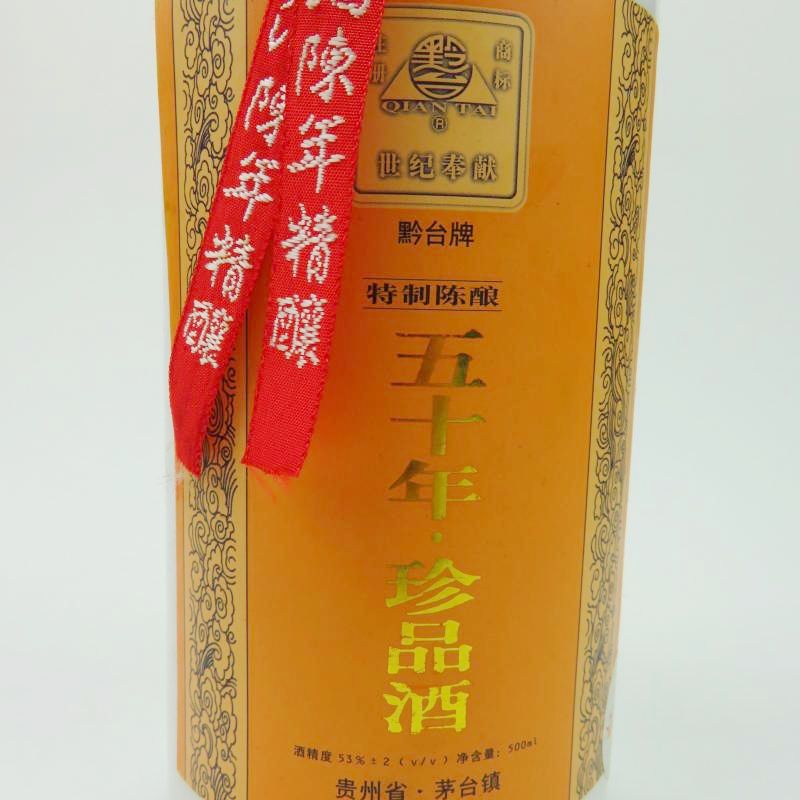 陳年精釀
陳年精釀
注册
商标
黔台
QIAN TAI
®
世纪奉献
黔台牌
特制陈酿
五十年·珍品酒
酒精度 53%±2(v/v) 净含量:500ml
贵州省·茅台镇